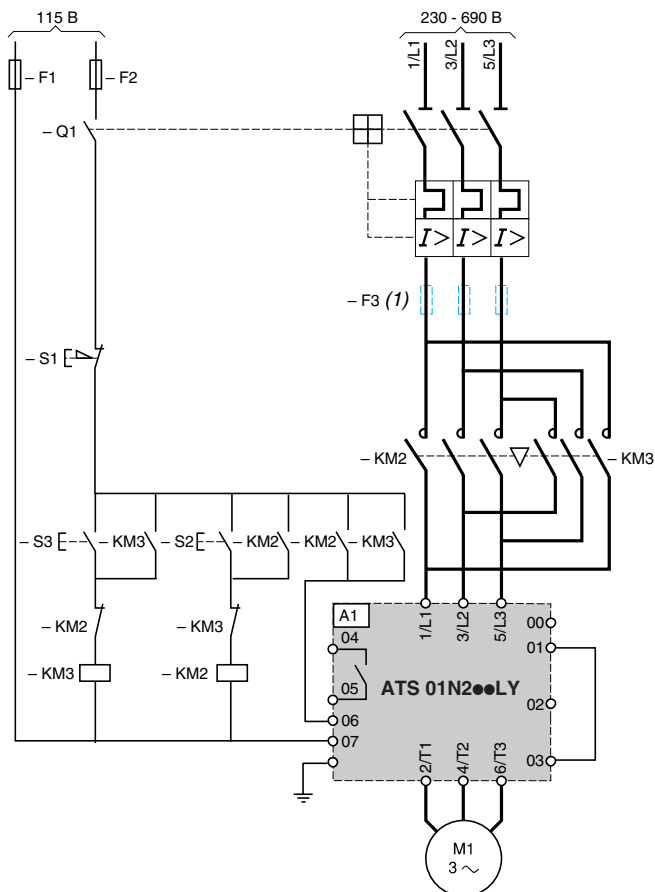 115 B
230 - 690 B
– F1
– F2
1/L1
3/L2
5/L3
– Q1
I> I> I>
– F3 (1)
– S1
– KM2
– KM3
– S3
– KM3
– S2
– KM2
– KM2
– KM3
– KM2
– KM3
– KM3
– KM2
A1
1/L1
3/L2
5/L3
00
04
01
ATS 01N2●●LY
05
02
06
07
03
2/T1
4/T2
6/T3
M1
3 ~